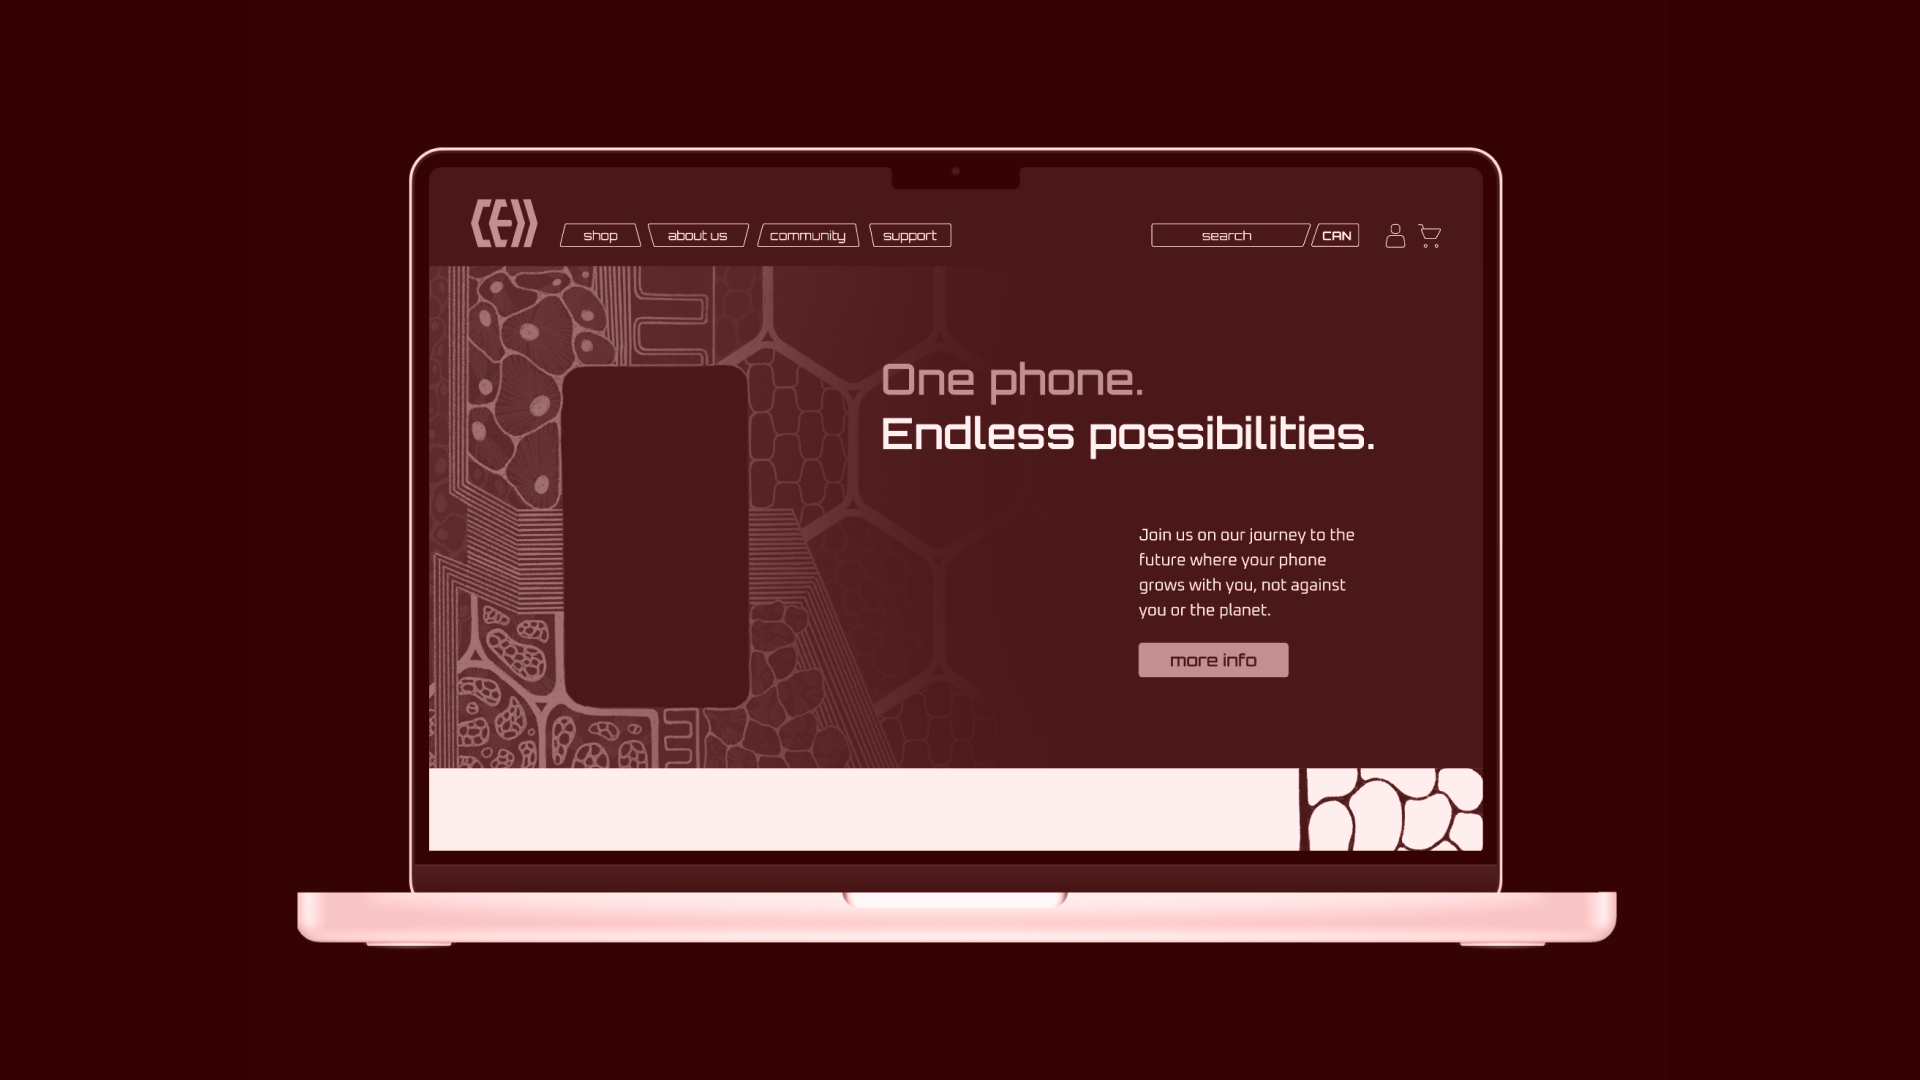 CELL
shop about us community support search CAN
One phone.
Endless possibilities.
Join us on our journey to the
future where your phone
grows with you, not against
you or the planet.
more info